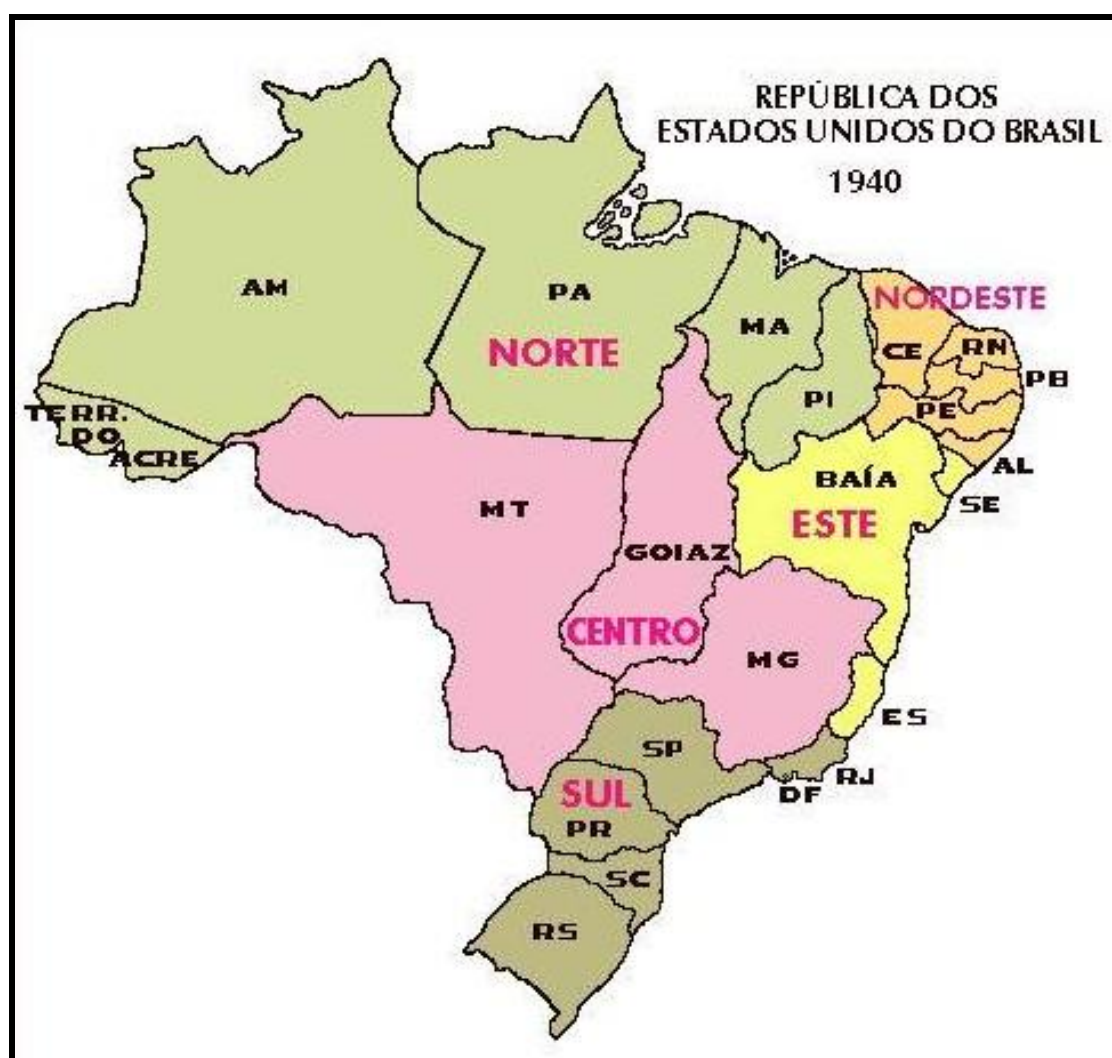 REPÚBLICA DOS
ESTADOS UNIDOS DO BRASIL
1940
AM
PA
NORTE
MA
NORDESTE
CE
RN
PB
PI
PE
TERR.
DO
ACRE
AL
BAÍA
SE
MT
ESTE
GOIAZ
CENTRO
MG
ES
SP
RJ
DF
SUL
PR
SC
RS